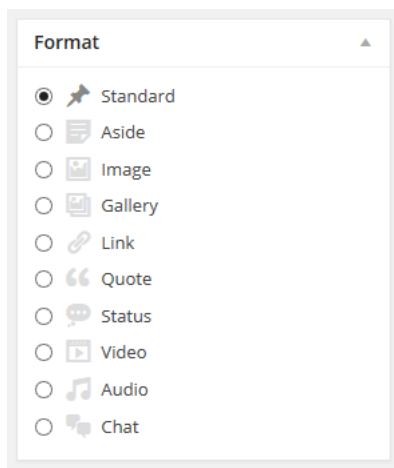 Format
Standard
Aside
Image
Gallery
Link
Quote
Status
Video
Audio
Chat